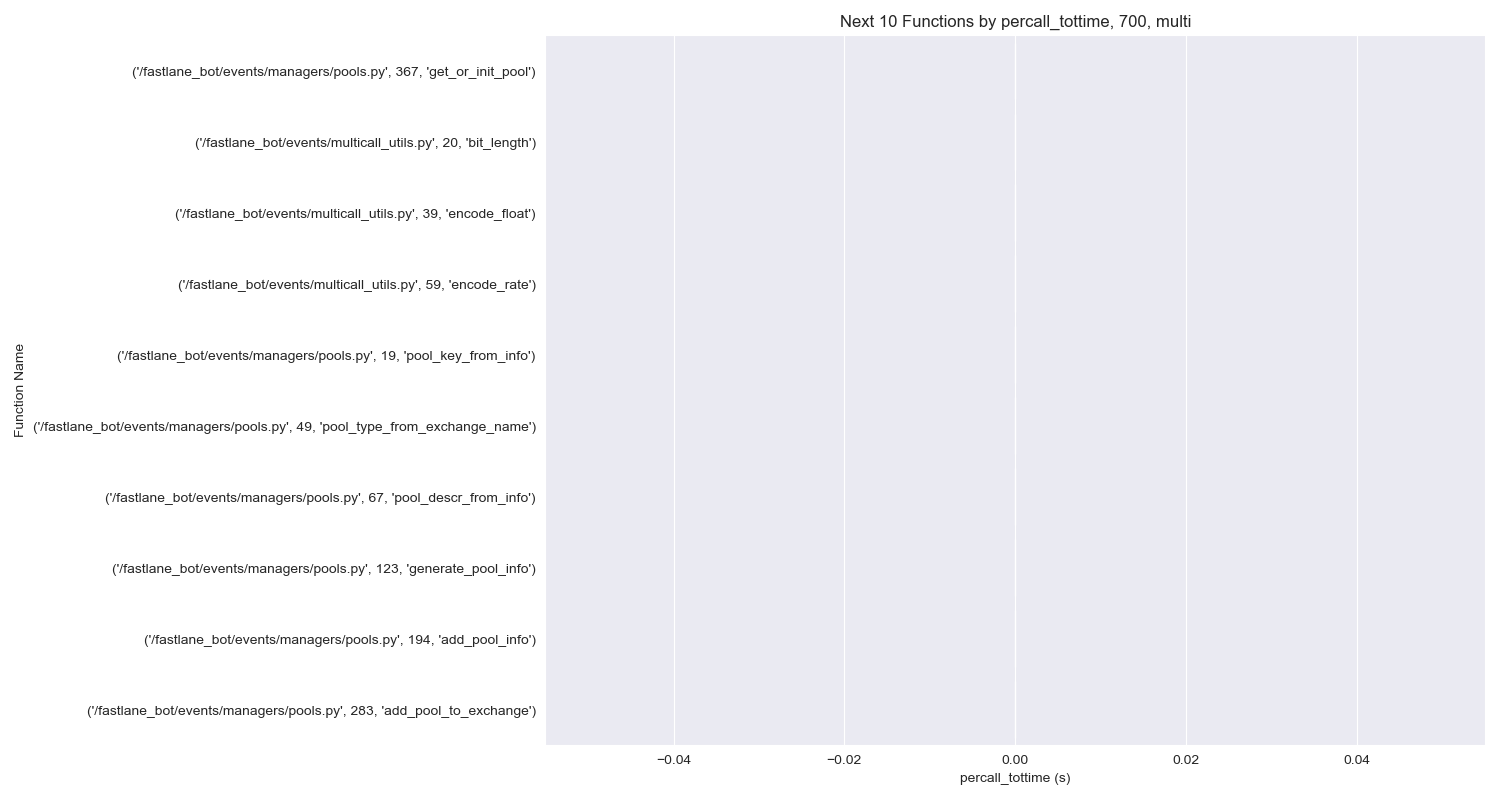 Next 10 Functions by percall_tottime, 700, multi
('/fastlane_bot/events/managers/pools.py', 367, 'get_or_init_pool')
('/fastlane_bot/events/multicall_utils.py', 20, 'bit_length')
('/fastlane_bot/events/multicall_utils.py', 39, 'encode_float')
('/fastlane_bot/events/multicall_utils.py', 59, 'encode_rate')
('/fastlane_bot/events/managers/pools.py', 19, 'pool_key_from_info')
Function Name
('/fastlane_bot/events/managers/pools.py', 49, 'pool_type_from_exchange_name')
('/fastlane_bot/events/managers/pools.py', 67, 'pool_descr_from_info')
('/fastlane_bot/events/managers/pools.py', 123, 'generate_pool_info')
('/fastlane_bot/events/managers/pools.py', 194, 'add_pool_info')
('/fastlane_bot/events/managers/pools.py', 283, 'add_pool_to_exchange')
−0.04 −0.02 0.00 0.02 0.04
percall_tottime (s)